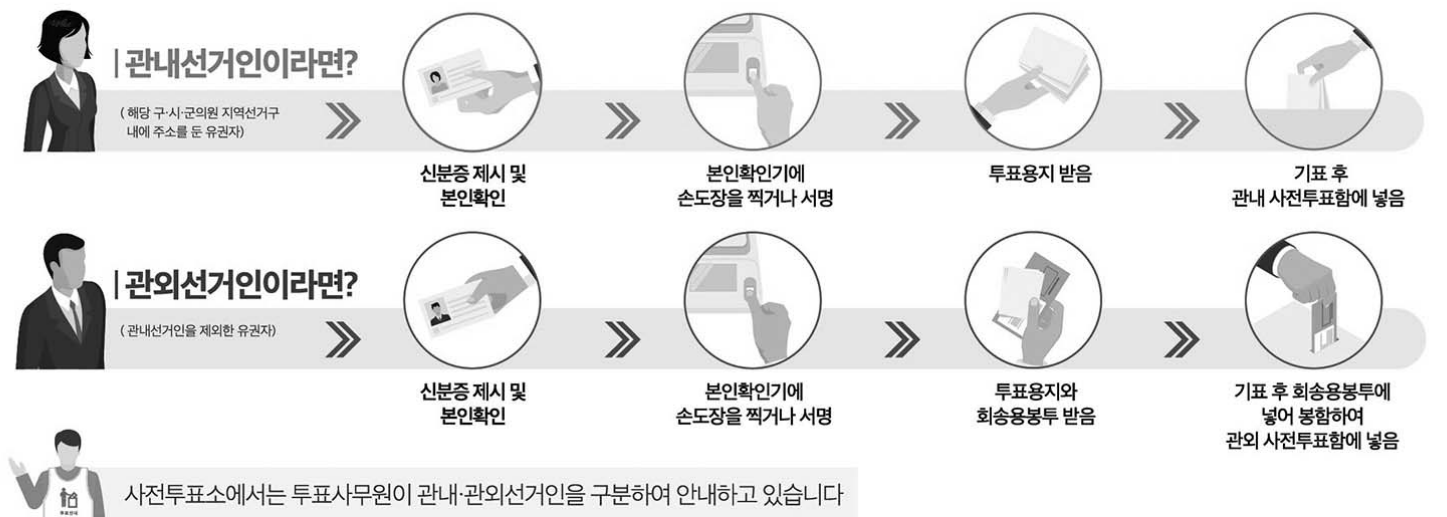 관내선거인이라면?
( 해당 구·시·군의원 지역선거구
내에 주소를 둔 유권자)
신분증 제시 및
본인확인
본인확인기에
손도장을 찍거나 서명
투표용지 받음
기표 후
관내 사전투표함에 넣음
관외선거인이라면?
( 관내선거인을 제외한 유권자)
신분증 제시 및
본인확인
본인확인기에
손도장을 찍거나 서명
투표용지와
회송용봉투 받음
기표 후 회송용봉투에
넣어 봉함하여
관외 사전투표함에 넣음
사전투표소에서는 투표사무원이 관내·관외선거인을 구분하여 안내하고 있습니다